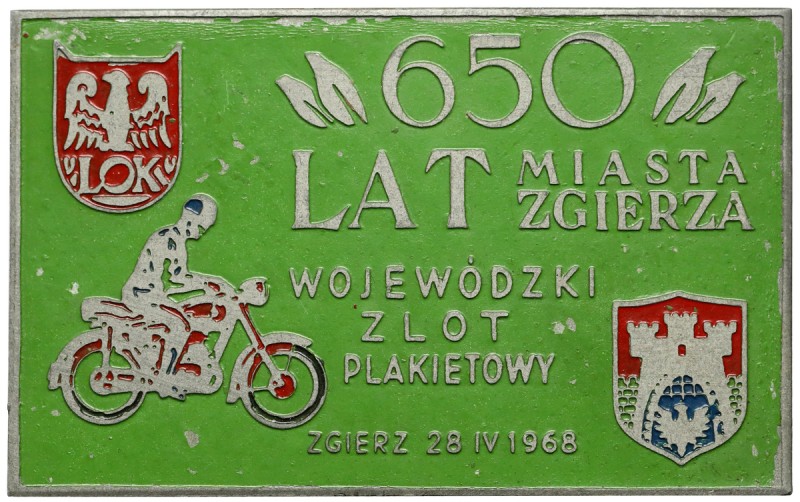 650
LAT MIASTA ZGIERZA
LOK
WOJEWÓDZKI
ZLOT
PLAKIETOWY
ZGIERZ 28 IV 1968